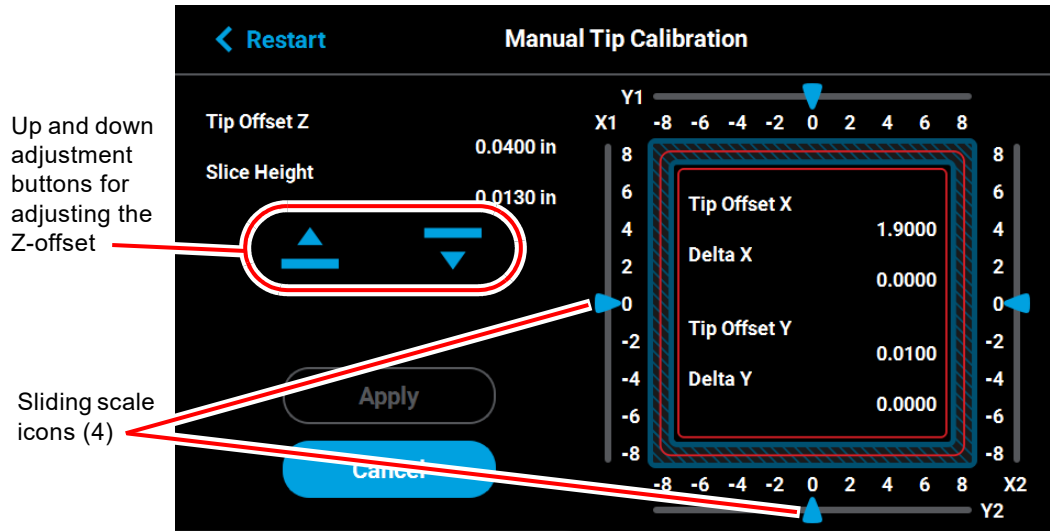 Restart
Manual Tip Calibration
Up and down
adjustment
buttons for
adjusting the
Z-offset
Tip Offset Z
0.0400 in
Slice Height
0.0130 in
Apply
Cancel
Sliding scale
icons (4)
Y1
X1 -8 -6 -4 -2 0 2 4 6 8
8
6
4
2
0
-2
-4
-6
-8
Tip Offset X
1.9000
Delta X
0.0000
Tip Offset Y
0.0100
Delta Y
0.0000
8
6
4
2
0
-2
-4
-6
-8
-8 -6 -4 -2 0 2 4 6 8 X2
Y2